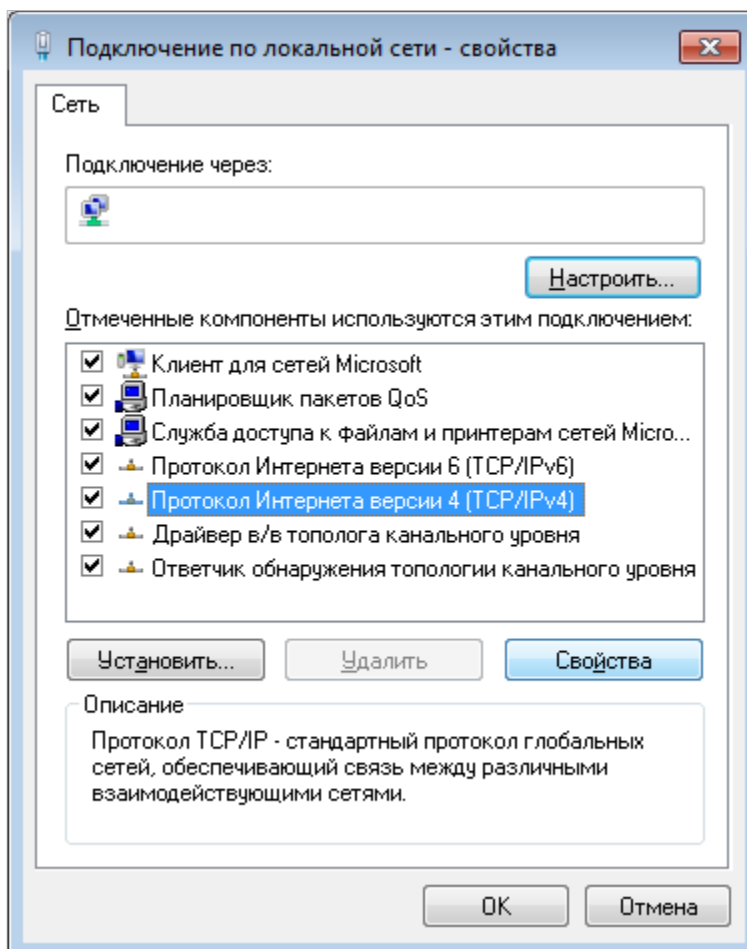 Подключение по локальной сети - свойства
Сеть
Подключение через:
Настроить...
Отмеченные компоненты используются этим подключением:
Клиент для сетей Microsoft
Планировщик пакетов QoS
Служба доступа к файлам и принтерам сетей Micro...
Протокол Интернета версии 6 (TCP/IPv6)
Протокол Интернета версии 4 (TCP/IPv4)
Драйвер в/в тополога канального уровня
Ответчик обнаружения топологии канального уровня
Установить... Удалить Свойства
Описание
Протокол TCP/IP - стандартный протокол глобальных
сетей, обеспечивающий связь между различными
взаимодействующими сетями.
OK Отмена